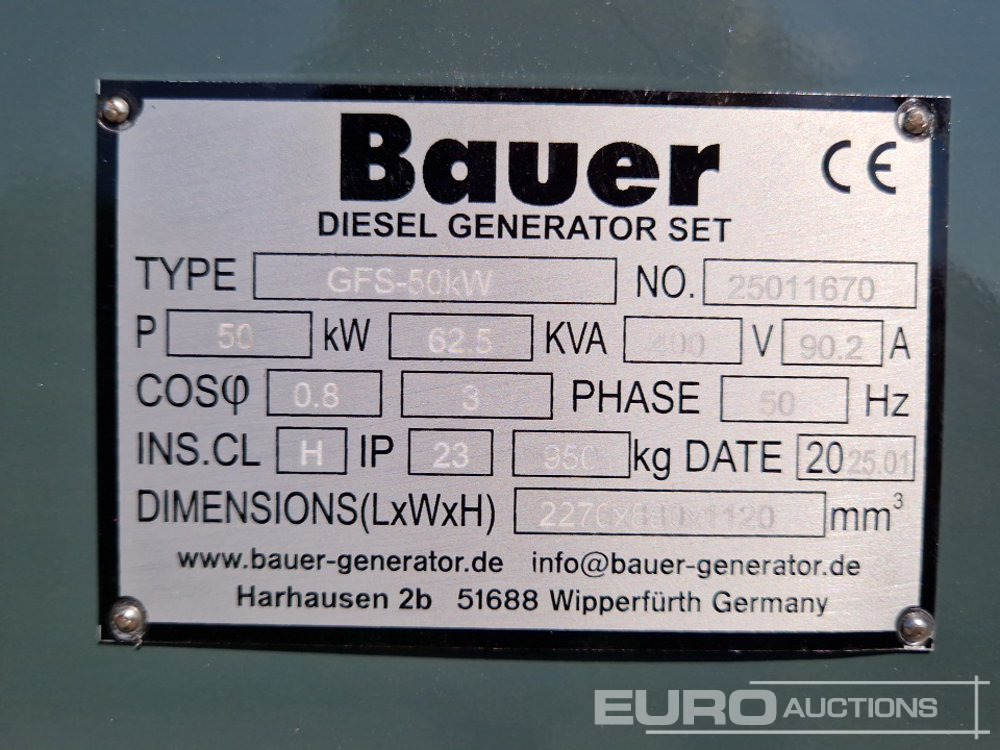 Bauer CE
DIESEL GENERATOR SET
TYPE GFS-50kW NO. 25011670
P 50 kW 62.5 KVA 400 V 90.2 A
COSφ 0.8 3 PHASE 50 Hz
INS.CL H IP 23 950 kg DATE 2025.01
DIMENSIONS(LxWxH) mm³
www.bauer-generator.de info@bauer-generator.de
Harhausen 2b 51688 Wipperfürth Germany
EURO AUCTIONS